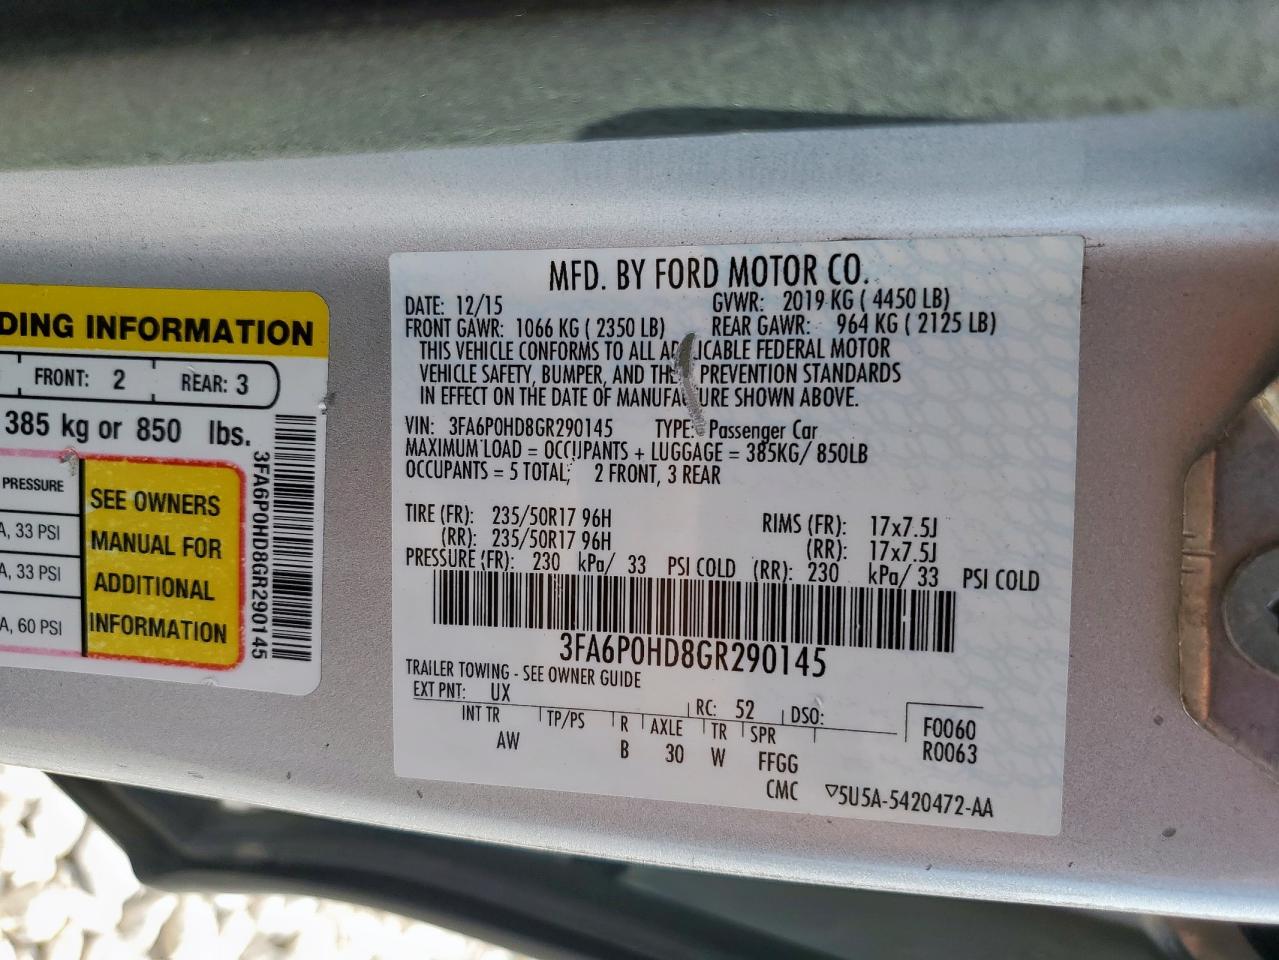 DING INFORMATION
FRONT: 2
REAR: 3
385 kg or 850 lbs.
PRESSURE
A, 33 PSI
A, 33 PSI
A, 60 PSI
SEE OWNERS
MANUAL FOR
ADDITIONAL
INFORMATION
3FA6P0HD8GR290145
MFD. BY FORD MOTOR CO.
DATE: 12/15 GVWR: 2019 KG ( 4450 LB)
FRONT GAWR: 1066 KG ( 2350 LB) REAR GAWR: 964 KG ( 2125 LB)
THIS VEHICLE CONFORMS TO ALL AP ICABLE FEDERAL MOTOR
VEHICLE SAFETY, BUMPER, AND THE PREVENTION STANDARDS
IN EFFECT ON THE DATE OF MANUFACTURE SHOWN ABOVE.
VIN: 3FA6P0HD8GR290145 TYPE: Passenger Car
MAXIMUM LOAD = OCCUPANTS + LUGGAGE = 385KG/ 850LB
OCCUPANTS = 5 TOTAL; 2 FRONT, 3 REAR
TIRE (FR): 235/50R17 96H RIMS (FR): 17x7.5J
(RR): 235/50R17 96H (RR): 17x7.5J
PRESSURE (FR): 230 kPa/ 33 PSI COLD (RR): 230 kPa/ 33 PSI COLD
3FA6P0HD8GR290145
TRAILER TOWING - SEE OWNER GUIDE
EXT PNT: UX RC: 52 DSO:
INT TR TP/PS R AXLE TR SPR F0060
AW B 30 W FFGG R0063
CMC ▽5U5A-5420472-AA